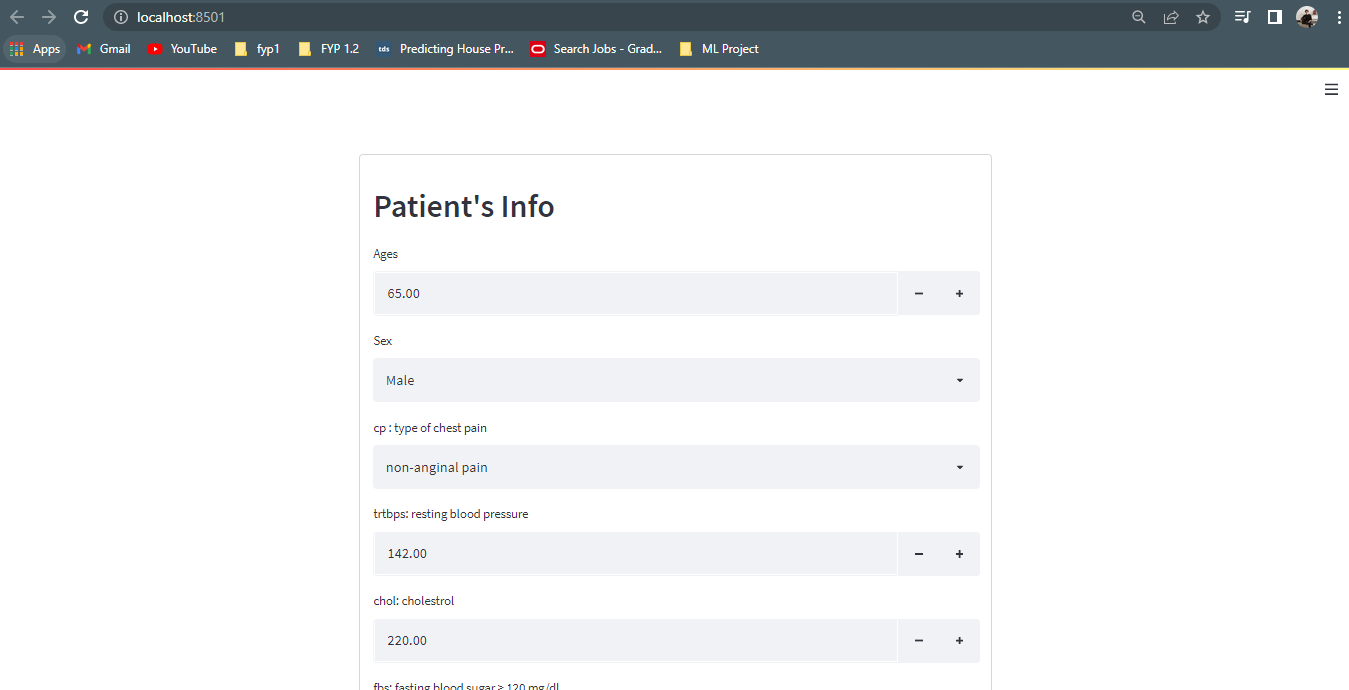 localhost:8501
Apps Gmail YouTube fyp1 FYP 1.2 tds Predicting House Pr... Search Jobs - Grad... ML Project
Patient's Info
Ages
65.00
Sex
Male
cp : type of chest pain
non-anginal pain
trtbps: resting blood pressure
142.00
chol: cholestrol
220.00
fbs: fasting blood sugar > 120 mg/dl